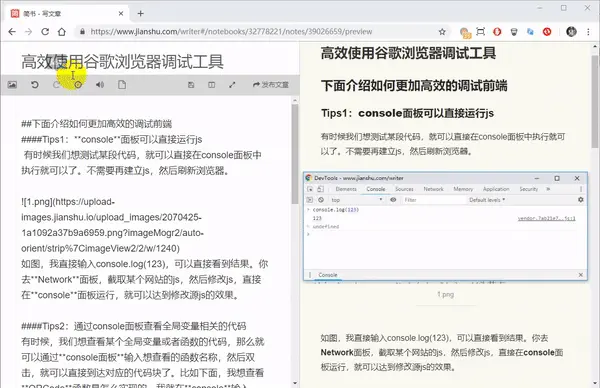 简书 - 写文章
https://www.jianshu.com/writer#/notebooks/32778221/notes/39026659/preview
高效使用谷歌浏览器调试工具
发布文章
##下面介绍如何更加高效的调试前端
####Tips1：**console**面板可以直接运行js
有时候我们想测试某段代码，就可以直接在console面板中
执行就可以了。不需要再建立js，然后刷新浏览器。
![1.png](https://upload-
images.jianshu.io/upload_images/2070425-
1a1092a37b9a6959.png?imageMogr2/auto-
orient/strip%7CimageView2/2/w/1240)
如图，我直接输入console.log(123)，可以直接看到结果。你
去**Network**面板，截取某个网站的js，然后修改js，直接
在**console**面板运行，就可以达到修改源js的效果。
####Tips2：通过console面板查看全局变量相关的代码
有时候，我们想查看某个全局变量或者函数的代码，那么就
可以通过**console面板**输入想查看的函数名称，然后双
击，就可以直接到达对应的代码块了。比如下面，我想查看
高效使用谷歌浏览器调试工具
下面介绍如何更加高效的调试前端
Tips1：console面板可以直接运行js
有时候我们想测试某段代码，就可以直接在console面板中执行就可
以了。不需要再建立js，然后刷新浏览器。
DevTools - www.jianshu.com/writer
Elements Console Sources Network
top Filter Default levels
console.log(123)
123
undefined
Console
1.png
如图，我直接输入console.log(123)，可以直接看到结果。你去
Network面板，截取某个网站的js，然后修改js，直接在console面
板运行，就可以达到修改源js的效果。